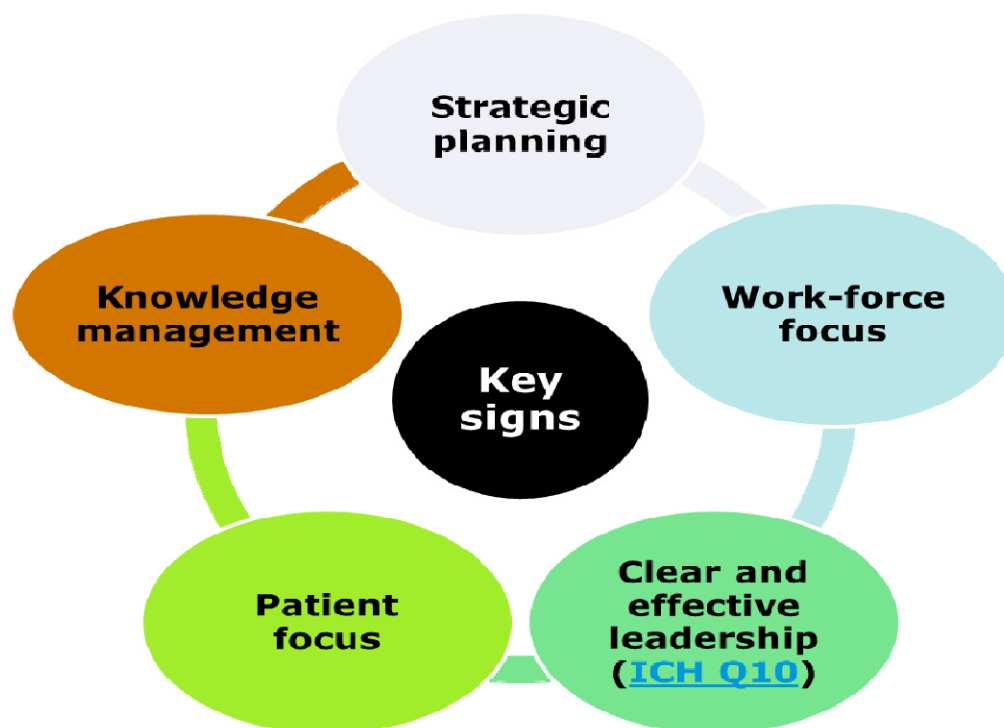 Strategic
planning
Work-force
focus
Knowledge
management
Key
signs
Clear and
effective
leadership
(ICH Q10)
Patient
focus